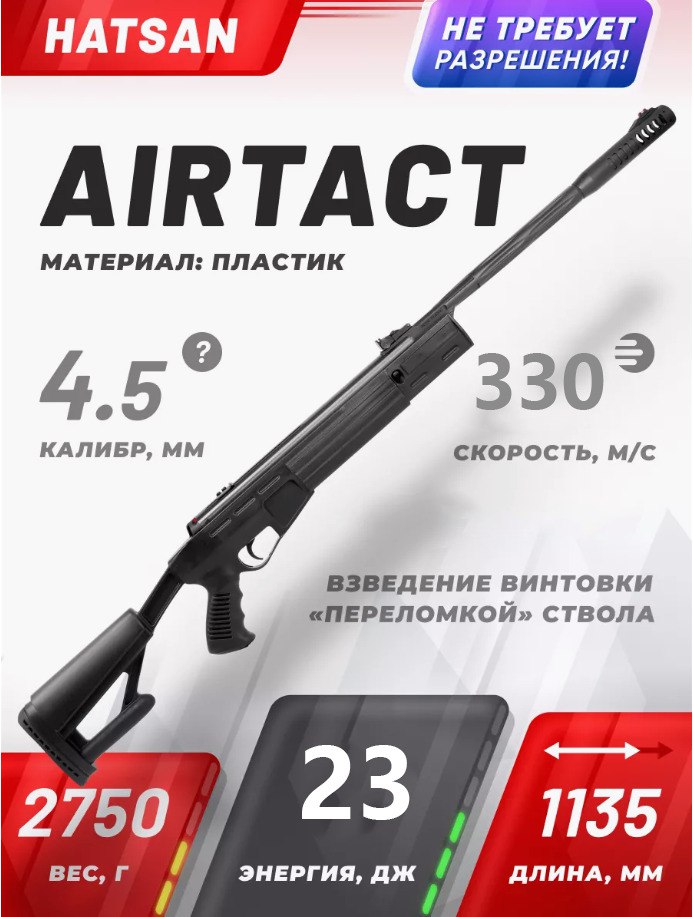 HATSAN
НЕ ТРЕБУЕТ
РАЗРЕШЕНИЯ!
AIRTACT
МАТЕРИАЛ: ПЛАСТИК
4.5 ?
КАЛИБР, ММ
330
СКОРОСТЬ, М/С
ВЗВЕДЕНИЕ ВИНТОВКИ
«ПЕРЕЛОМКОЙ» СТВОЛА
2750
ВЕС, Г
23
ЭНЕРГИЯ, ДЖ
1135
ДЛИНА, ММ